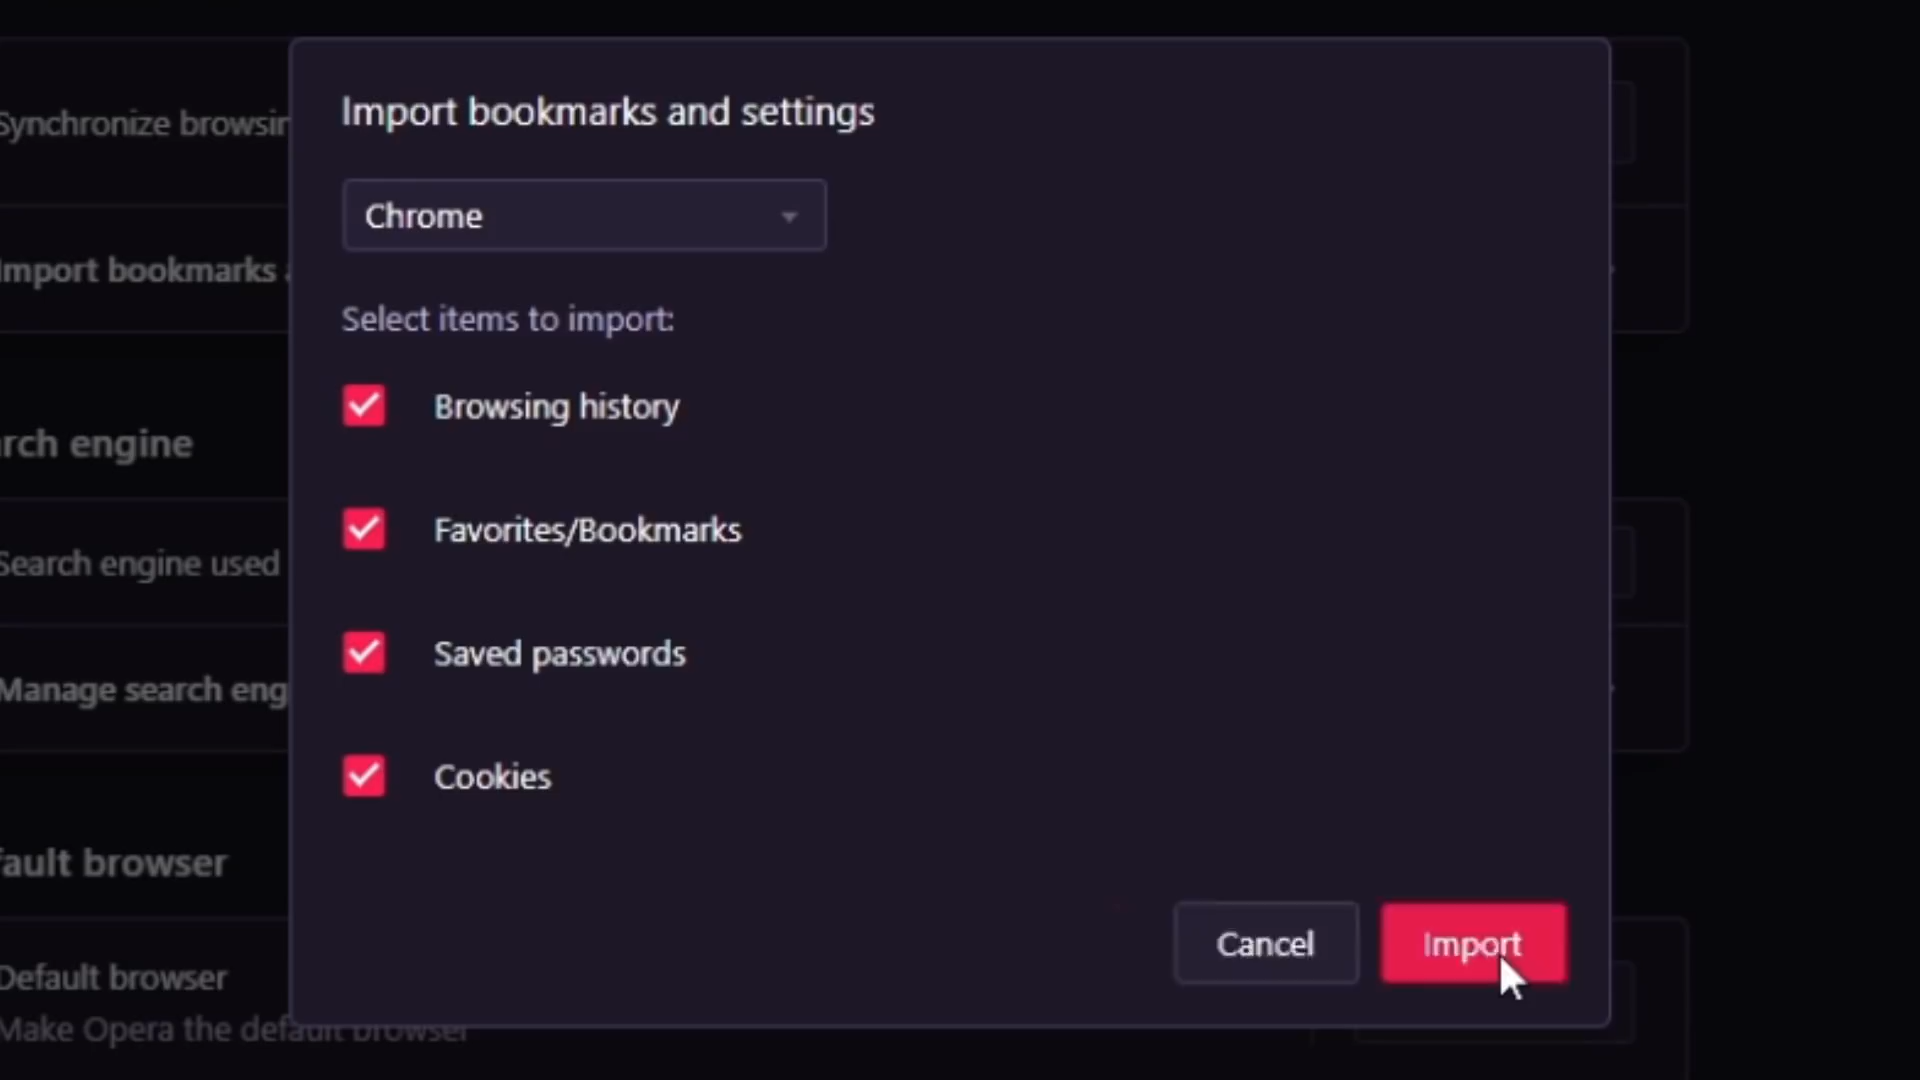 Import bookmarks and settings
Synchronize browsin
Chrome
Import bookmarks
Select items to import:
Browsing history
rch engine
Favorites/Bookmarks
Search engine used
Saved passwords
Manage search eng
Cookies
fault browser
Cancel
Import
Default browser
Make Opera the default browser